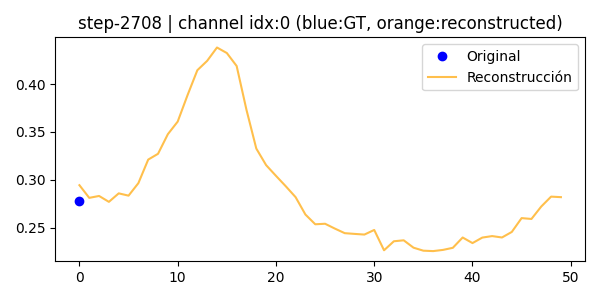 step-2708 | channel idx:0 (blue:GT, orange:reconstructed)
Original
Reconstrucción
0.40
0.35
0.30
0.25
0 10 20 30 40 50